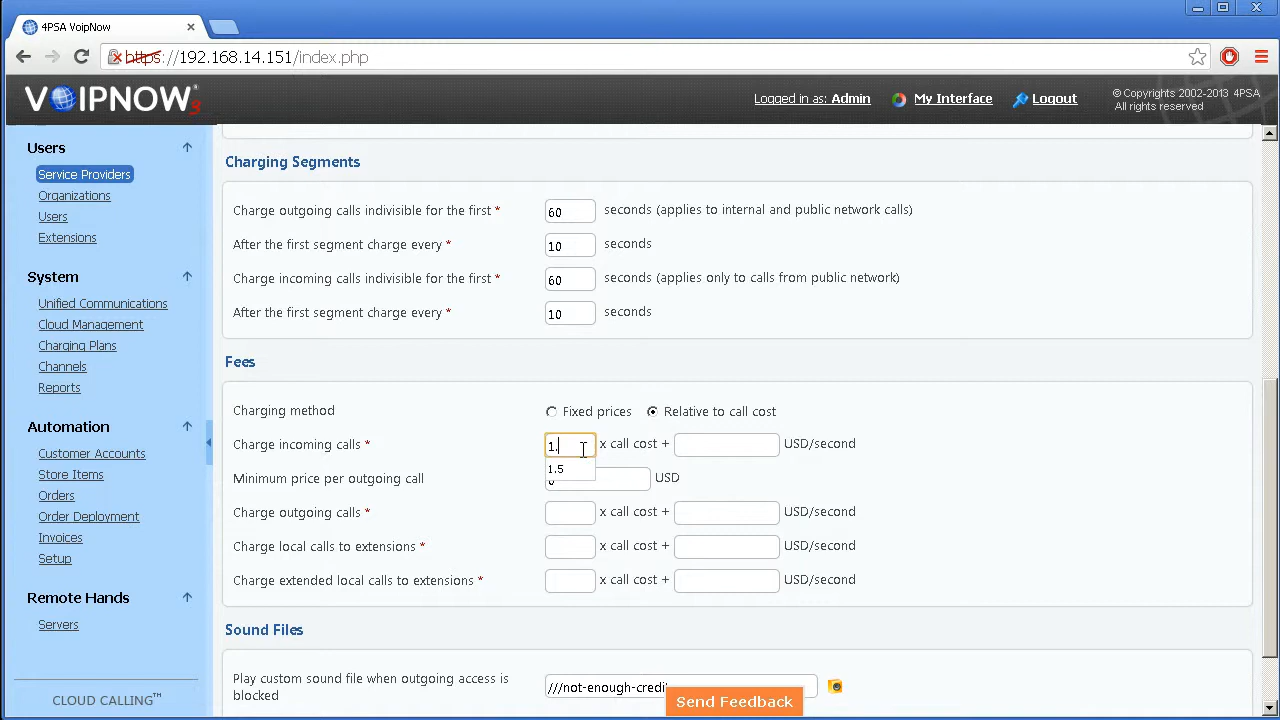 4PSA VoipNow
https://192.168.14.151/index.php
VOIPNOW 3
Logged in as: Admin
My Interface
Logout
© Copyrights 2002-2013 4PSA.
All rights reserved
Users
Service Providers
Organizations
Users
Extensions
System
Unified Communications
Cloud Management
Charging Plans
Channels
Reports
Automation
Customer Accounts
Store Items
Orders
Order Deployment
Invoices
Setup
Remote Hands
Servers
CLOUD CALLING™
Charging Segments
Charge outgoing calls indivisible for the first * 60 seconds (applies to internal and public network calls)
After the first segment charge every * 10 seconds
Charge incoming calls indivisible for the first * 60 seconds (applies only to calls from public network)
After the first segment charge every * 10 seconds
Fees
Charging method Fixed prices Relative to call cost
Charge incoming calls * 1. x call cost + USD/second
1.5
Minimum price per outgoing call USD
Charge outgoing calls * x call cost + USD/second
Charge local calls to extensions * x call cost + USD/second
Charge extended local calls to extensions * x call cost + USD/second
Sound Files
Play custom sound file when outgoing access is
blocked
///not-enough-credi
Send Feedback